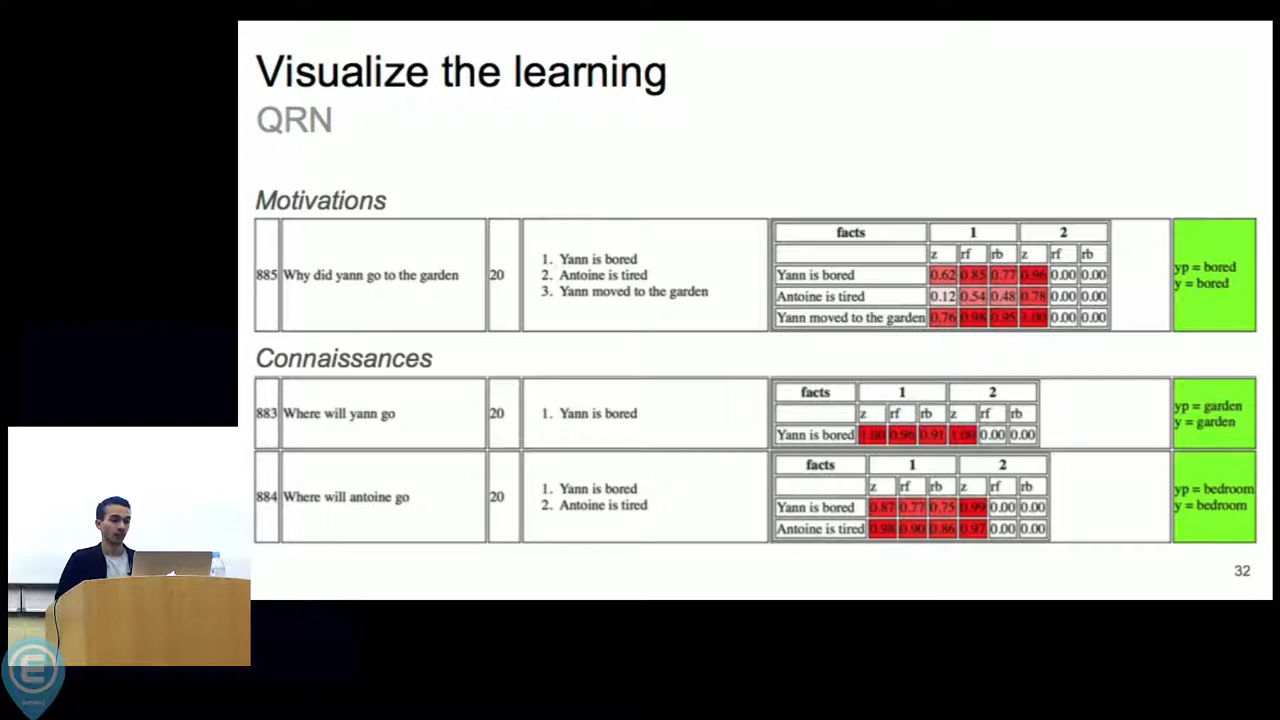 Visualize the learning
QRN
Motivations
885 Why did yann go to the garden 20
1. Yann is bored
2. Antoine is tired
3. Yann moved to the garden
facts 1 2
z rf rb z rf rb
Yann is bored 0.62 0.85 0.77 0.96 0.00 0.00
Antoine is tired 0.12 0.54 0.48 0.78 0.00 0.00
Yann moved to the garden 0.76 0.98 0.95 1.00 0.00 0.00
yp = bored
y = bored
Connaissances
883 Where will yann go 20
1. Yann is bored
facts 1 2
z rf rb z rf rb
Yann is bored 1.00 0.96 0.91 1.00 0.00 0.00
yp = garden
y = garden
884 Where will antoine go 20
1. Yann is bored
2. Antoine is tired
facts 1 2
z rf rb z rf rb
Yann is bored 0.87 0.77 0.75 0.99 0.00 0.00
Antoine is tired 0.98 0.90 0.86 0.97 0.00 0.00
yp = bedroom
y = bedroom
32
E